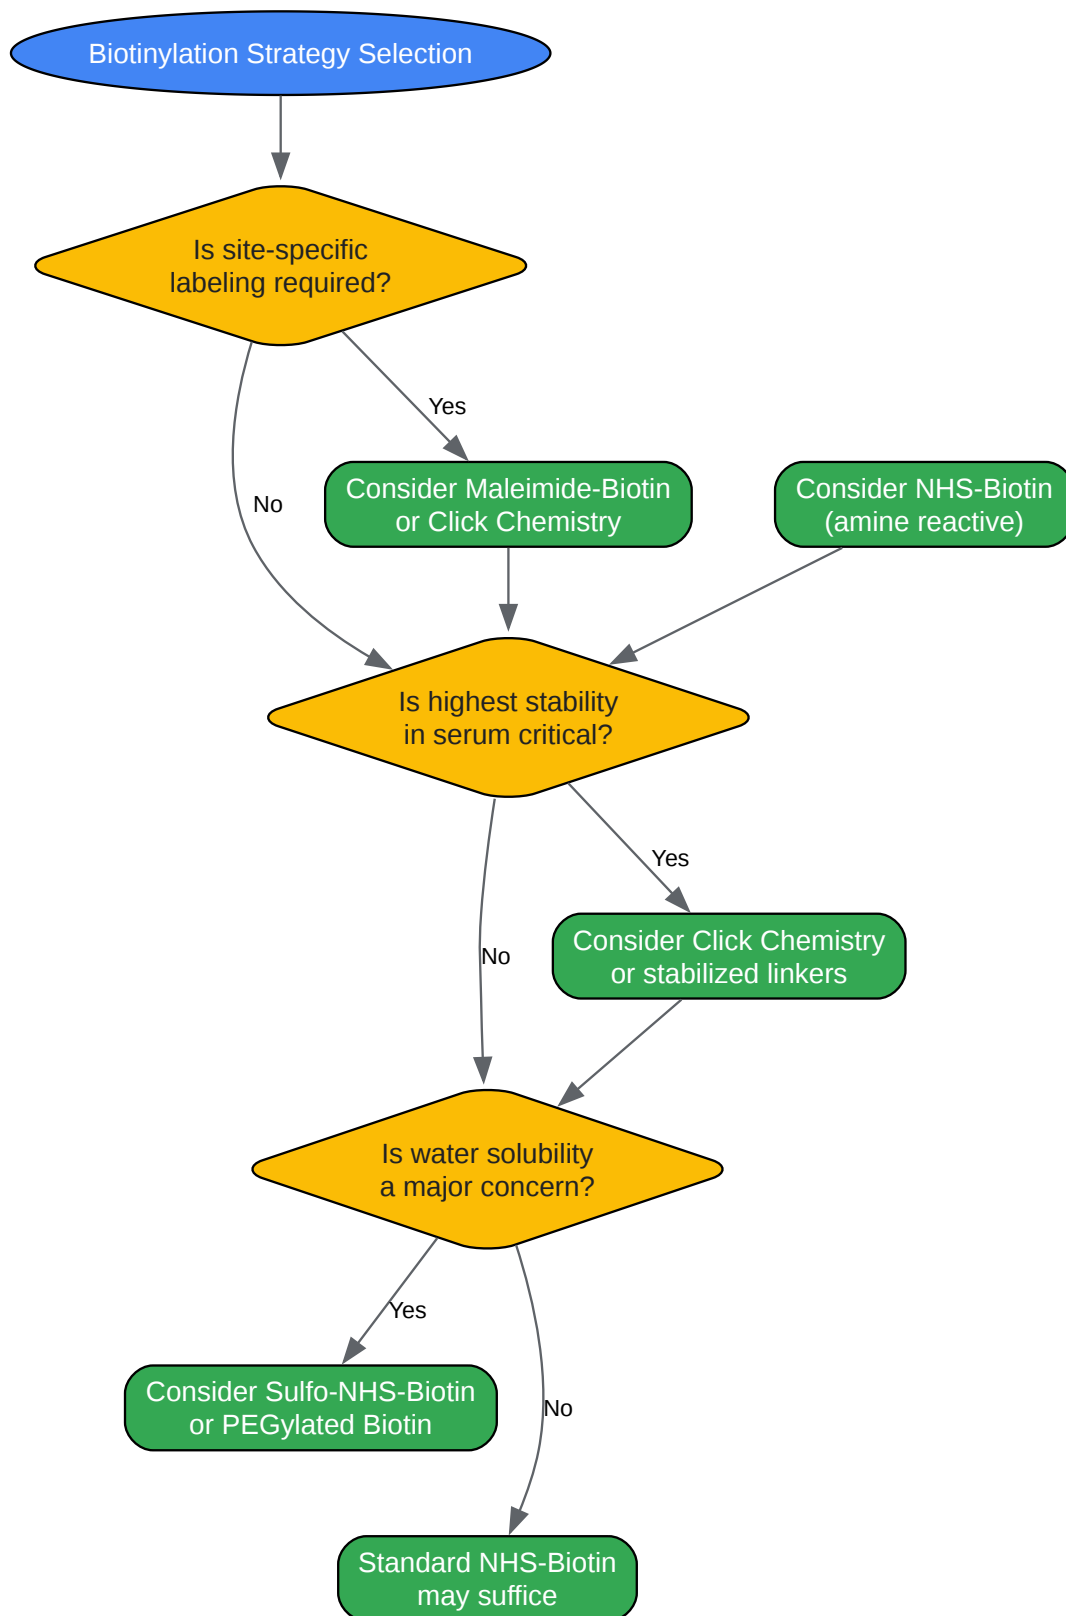 Biotinylation Strategy Selection
Is site-specific
labeling required?
Yes
No
Consider Maleimide-Biotin
or Click Chemistry
Consider NHS-Biotin
(amine reactive)
Is highest stability
in serum critical?
Yes
No
Consider Click Chemistry
or stabilized linkers
Is water solubility
a major concern?
Yes
No
Consider Sulfo-NHS-Biotin
or PEGylated Biotin
Standard NHS-Biotin
may suffice